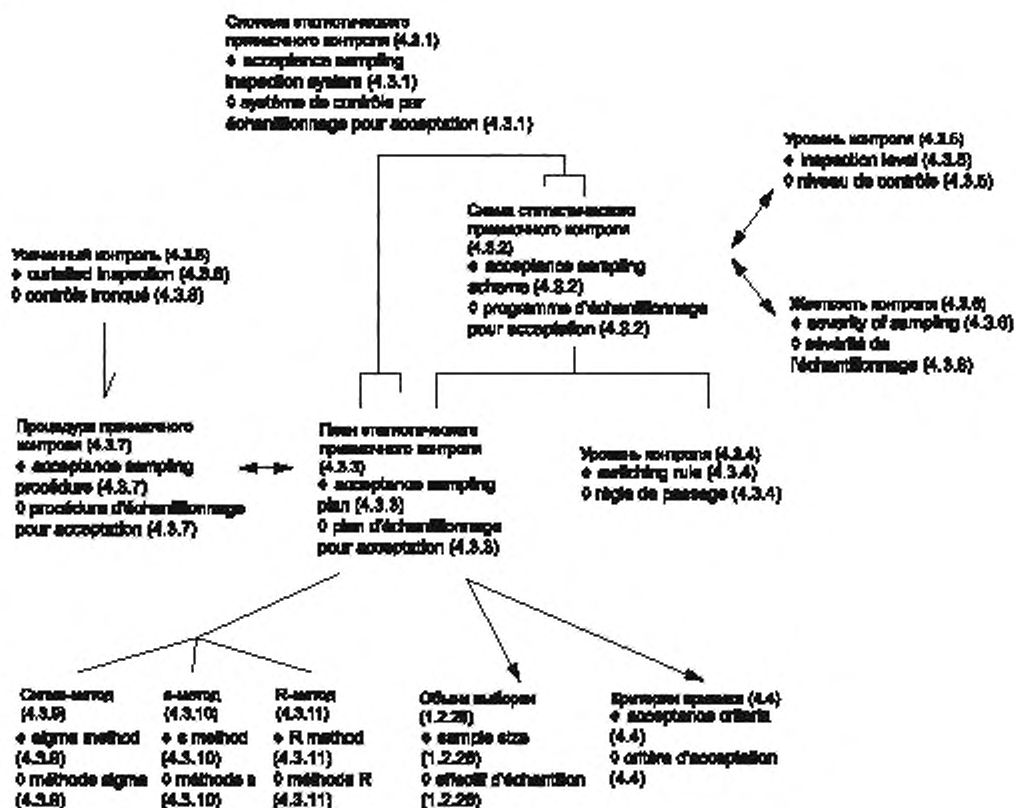 Система статистического
приемочного контроля (4.3.1)
♦ acceptance sampling
inspection system (4.3.1)
◊ système de contrôle par
échantillonnage pour acceptation (4.3.1)
Уровень контроля (4.3.5)
♦ inspection level (4.3.5)
◊ niveau de contrôle (4.3.5)
Схема статистического
приемочного контроля
(4.3.2)
♦ acceptance sampling
scheme (4.3.2)
◊ programme d'échantillonnage
pour acceptation (4.3.2)
Усеченный контроль (4.3.8)
♦ curtailed inspection (4.3.8)
◊ contrôle tronqué (4.3.8)
Жесткость контроля (4.3.6)
♦ severity of sampling (4.3.6)
◊ sévérité de
l'échantillonnage (4.3.6)
Процедура приемочного
контроля (4.3.7)
♦ acceptance sampling
procédure (4.3.7)
◊ procédure d'échantillonnage
pour acceptation (4.3.7)
План статистического
приемочного контроля
(4.3.3)
♦ acceptance sampling
plan (4.3.3)
◊ plan d'échantillonnage
pour acceptation (4.3.3)
Уровень контроля (4.3.4)
♦ switching rule (4.3.4)
◊ règle de passage (4.3.4)
Сигма-метод
(4.3.9)
♦ sigma method
(4.3.9)
◊ méthode sigma
(4.3.9)
s-метод
(4.3.10)
♦ s method
(4.3.10)
◊ méthode s
(4.3.10)
R-метод
(4.3.11)
♦ R method
(4.3.11)
◊ méthode R
(4.3.11)
Объем выборки
(1.2.26)
♦ sample size
(1.2.26)
◊ effectif d'échantillon
(1.2.26)
Критерии приемки (4.4)
♦ acceptance criteria
(4.4)
◊ critère d'acceptation
(4.4)